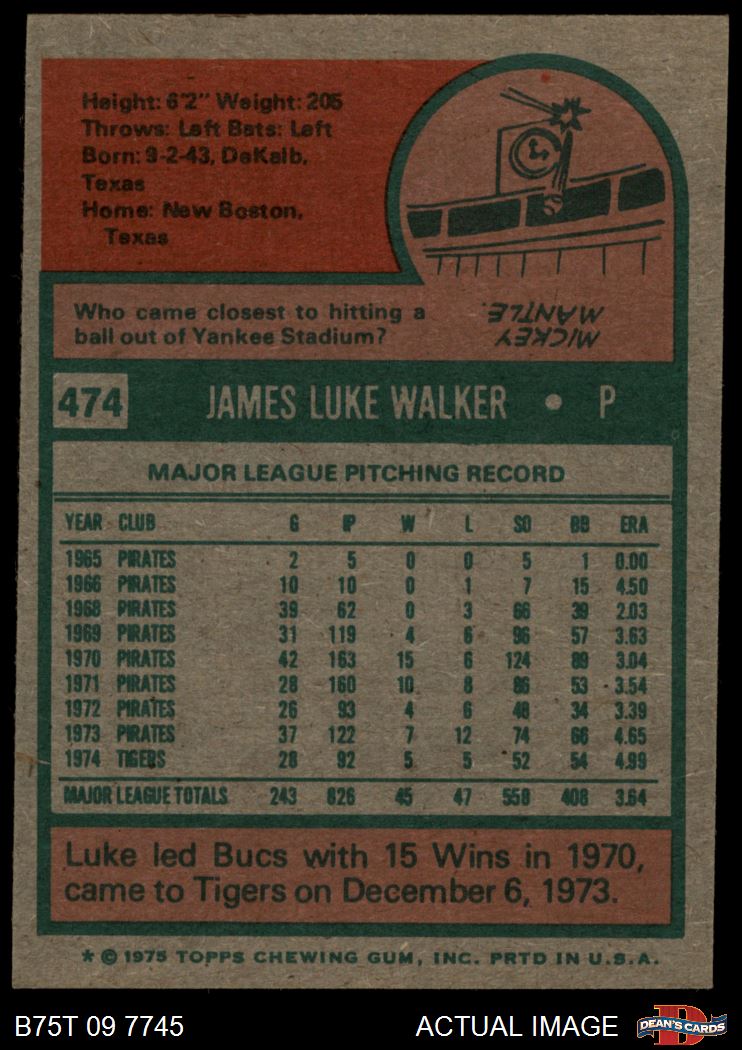 Height: 6'2" Weight: 205
Throws: Left Bats: Left
Born: 9-2-43, DeKalb,
Texas
Home: New Boston,
Texas
Who came closest to hitting a
ball out of Yankee Stadium?
MICKEY
MANTLE.
474 JAMES LUKE WALKER • P
MAJOR LEAGUE PITCHING RECORD
YEAR CLUB G IP W L SO BB ERA
1965 PIRATES 2 5 0 0 5 1 0.00
1966 PIRATES 10 10 0 1 7 15 4.50
1968 PIRATES 39 62 0 3 66 39 2.03
1969 PIRATES 31 119 4 6 96 57 3.63
1970 PIRATES 42 163 15 6 124 89 3.04
1971 PIRATES 28 160 10 8 86 53 3.54
1972 PIRATES 26 93 4 6 48 34 3.39
1973 PIRATES 37 122 7 12 74 66 4.65
1974 TIGERS 28 92 5 5 52 54 4.99
MAJOR LEAGUE TOTALS 243 826 45 47 558 408 3.64
Luke led Bucs with 15 Wins in 1970,
came to Tigers on December 6, 1973.
* © 1975 TOPPS CHEWING GUM, INC. PRTD IN U.S.A.
B75T 09 7745 ACTUAL IMAGE DEAN'S CARDS